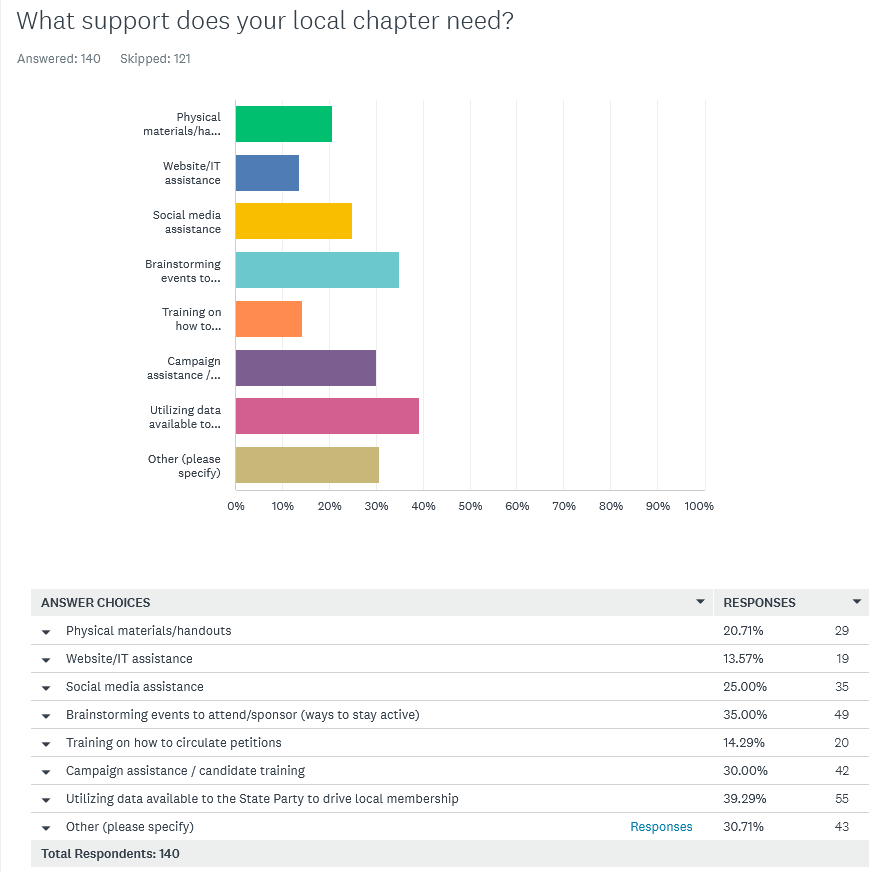 What support does your local chapter need?
Answered: 140 Skipped: 121
Physical
materials/ha...
Website/IT
assistance
Social media
assistance
Brainstorming
events to...
Training on
how to...
Campaign
assistance /...
Utilizing data
available to...
Other (please
specify)
0% 10% 20% 30% 40% 50% 60% 70% 80% 90% 100%
ANSWER CHOICES RESPONSES
Physical materials/handouts 20.71% 29
Website/IT assistance 13.57% 19
Social media assistance 25.00% 35
Brainstorming events to attend/sponsor (ways to stay active) 35.00% 49
Training on how to circulate petitions 14.29% 20
Campaign assistance / candidate training 30.00% 42
Utilizing data available to the State Party to drive local membership 39.29% 55
Other (please specify) Responses 30.71% 43
Total Respondents: 140